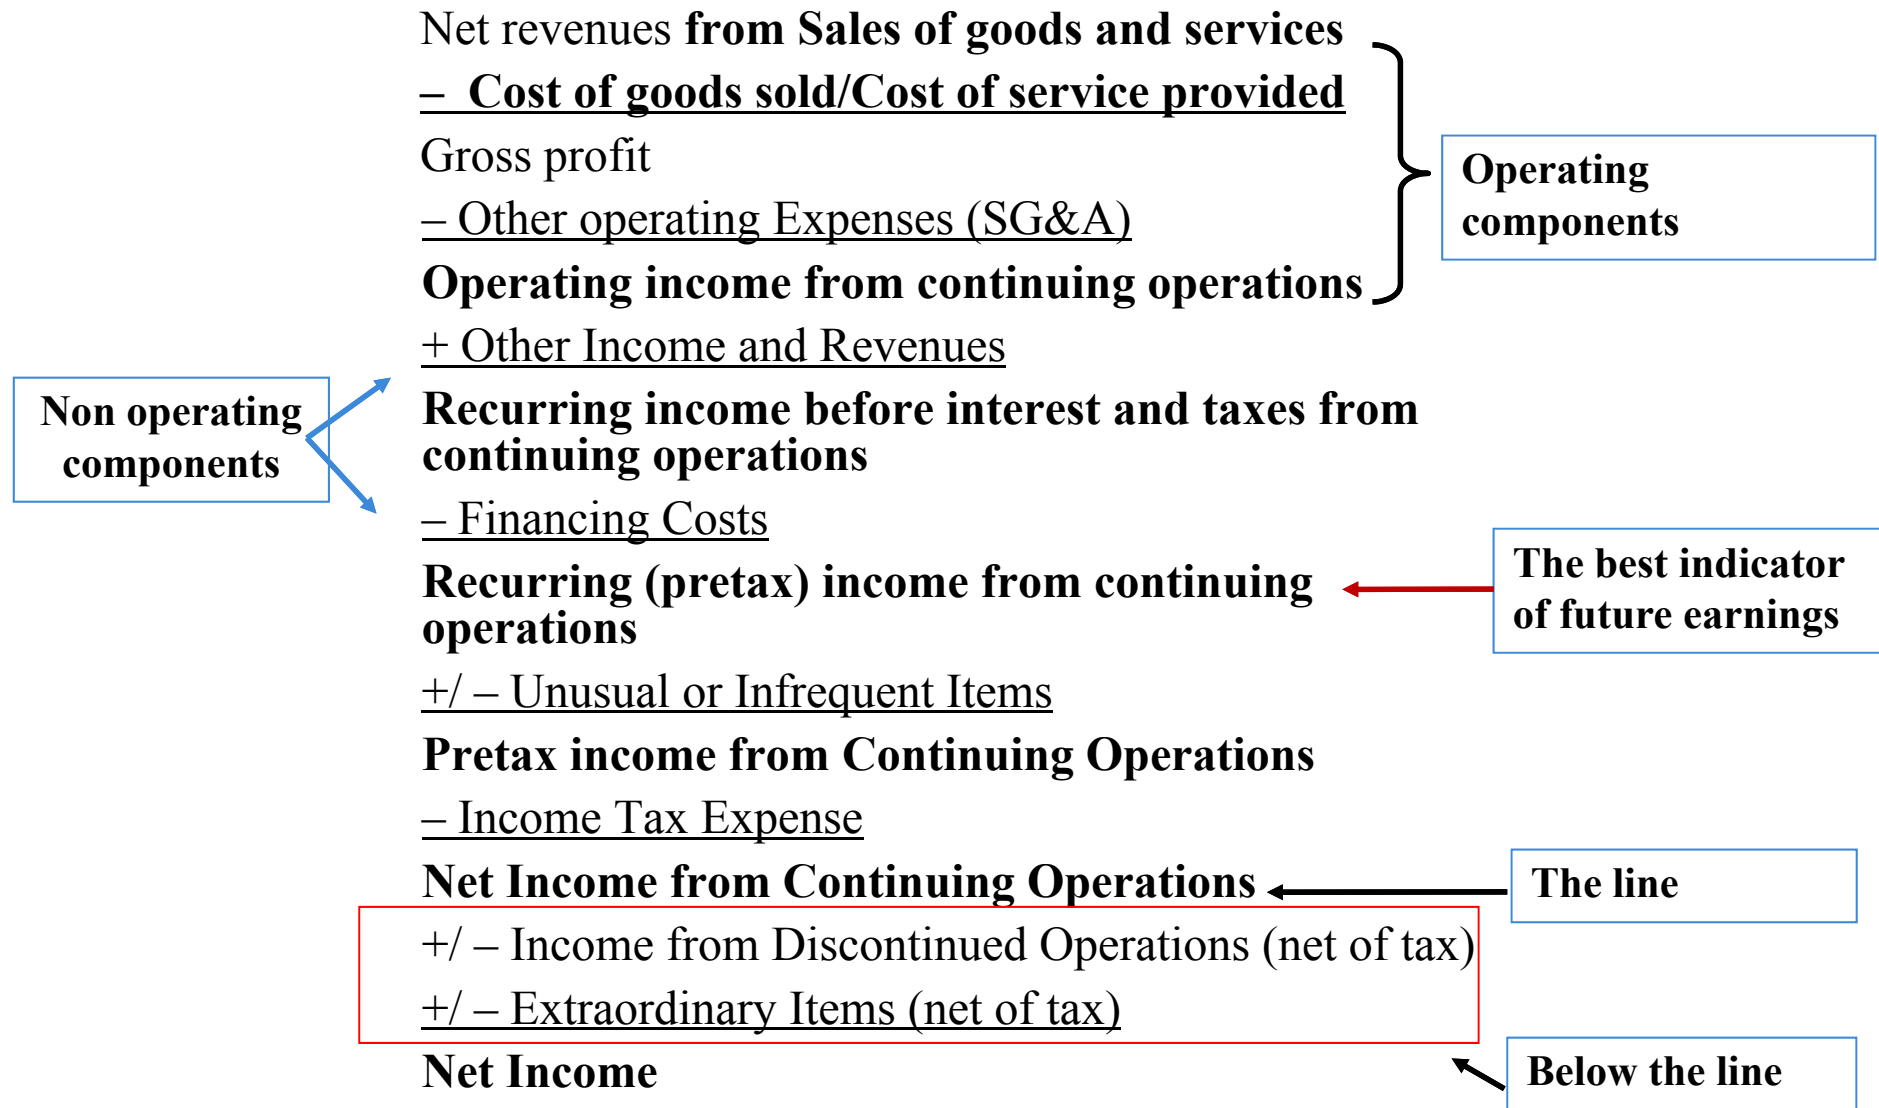 Net revenues from Sales of goods and services
– Cost of goods sold/Cost of service provided
Gross profit
Operating
components
– Other operating Expenses (SG&A)
Operating income from continuing operations
+ Other Income and Revenues
Non operating
components
Recurring income before interest and taxes from
continuing operations
– Financing Costs
Recurring (pretax) income from continuing
operations
The best indicator
of future earnings
+/ – Unusual or Infrequent Items
Pretax income from Continuing Operations
– Income Tax Expense
Net Income from Continuing Operations
The line
+/ – Income from Discontinued Operations (net of tax)
+/ – Extraordinary Items (net of tax)
Net Income
Below the line